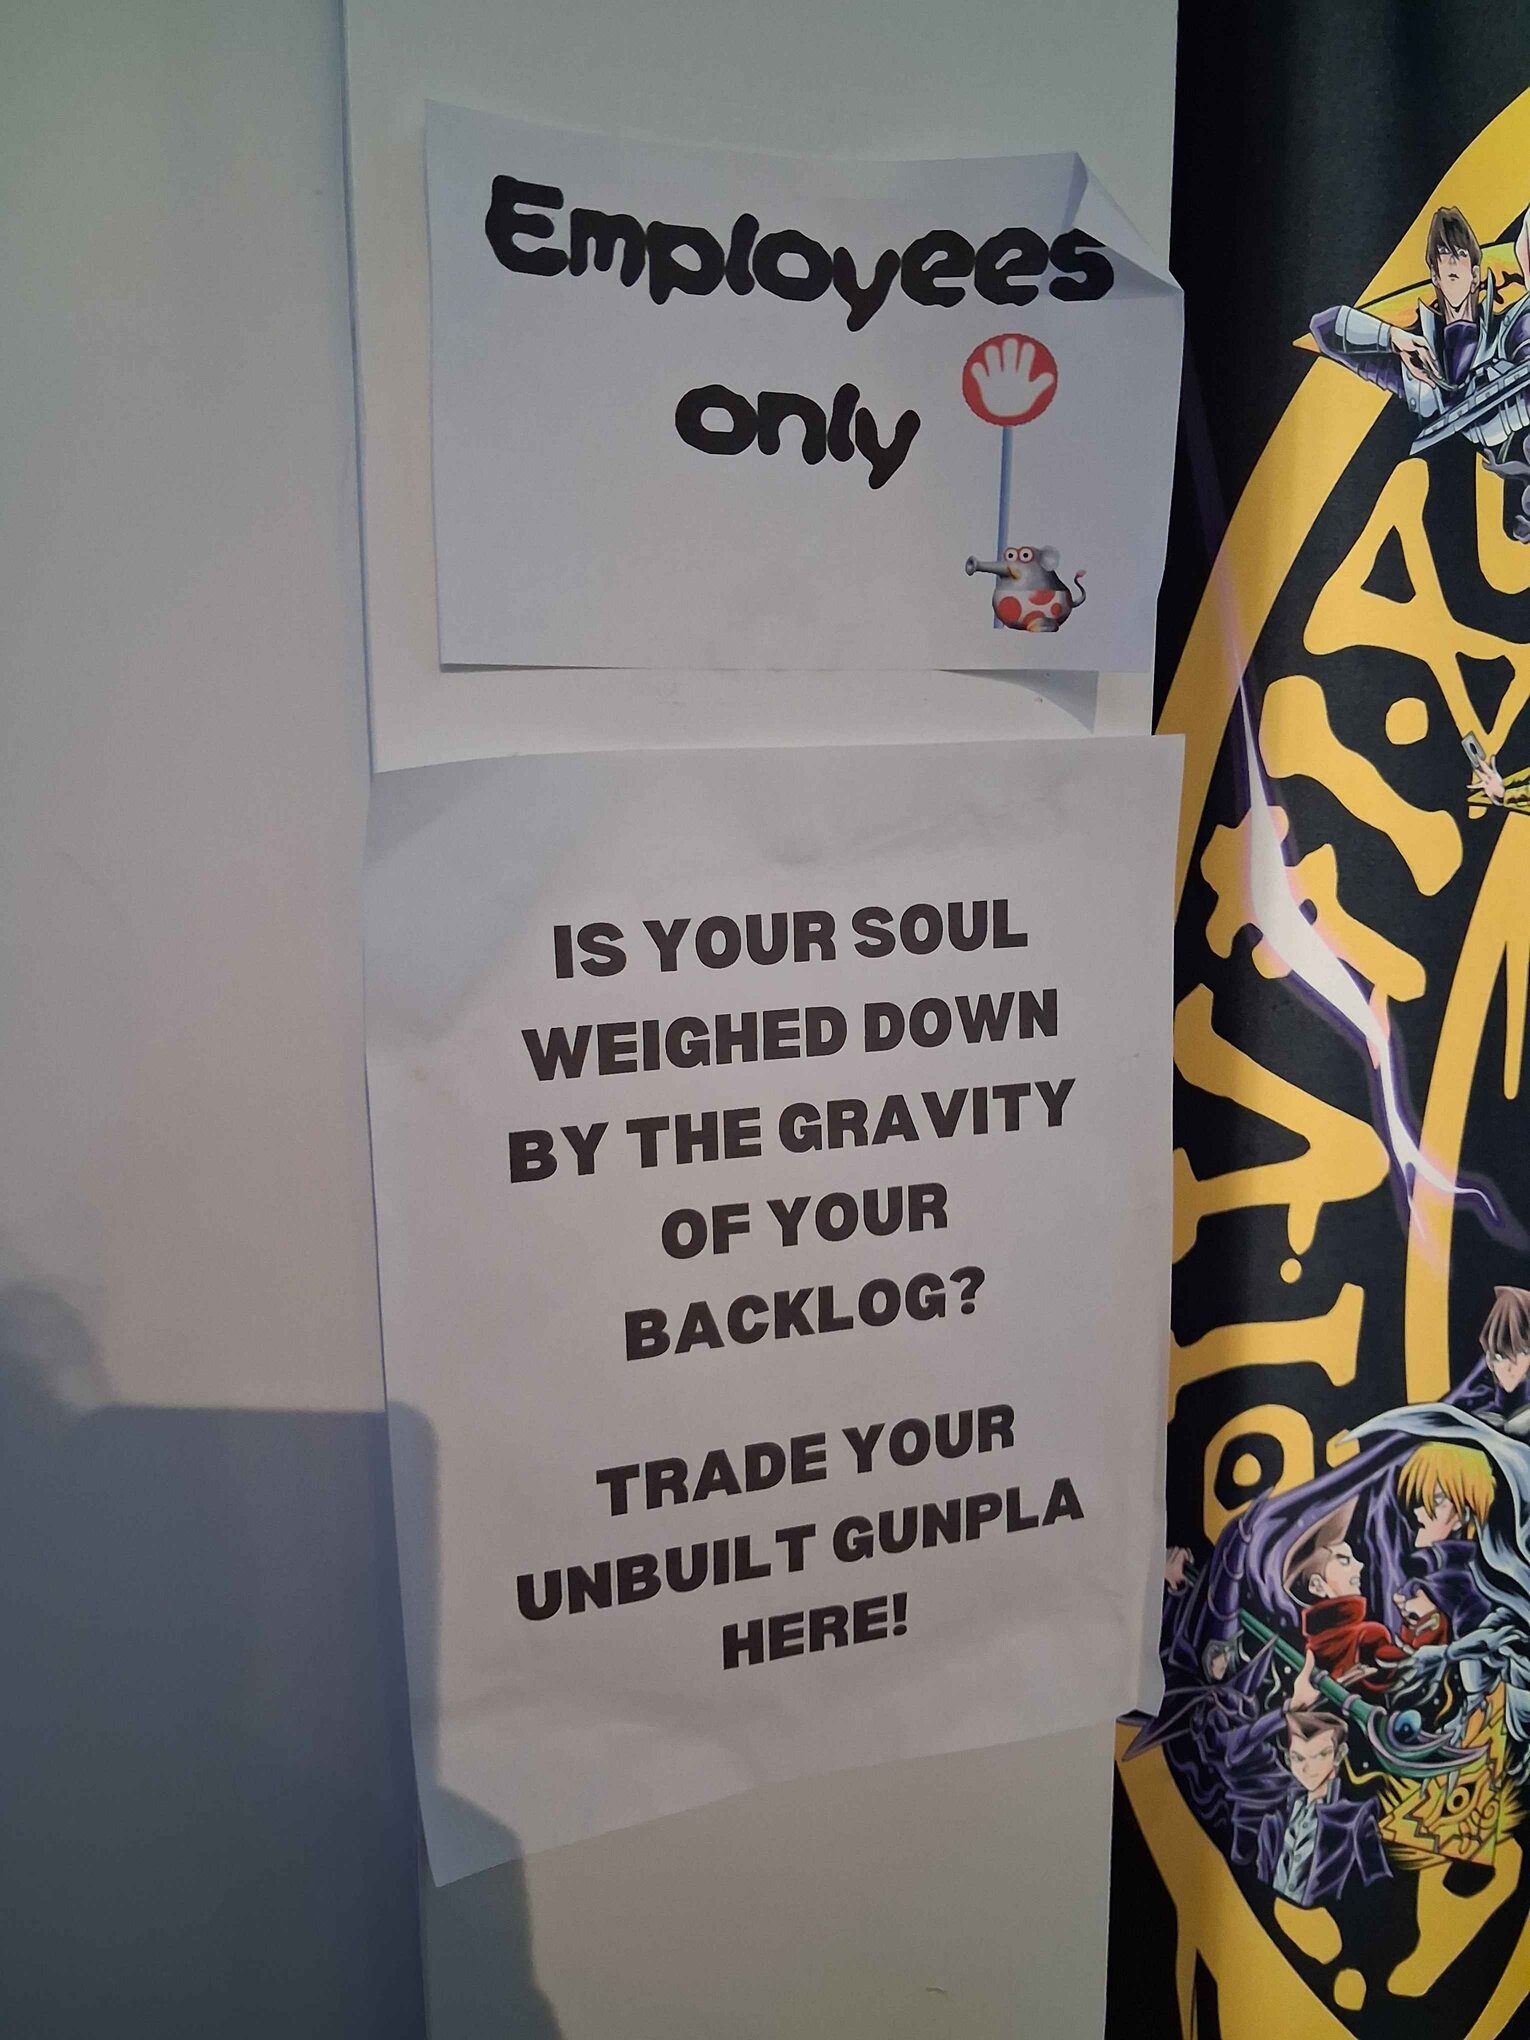 Employees
only
IS YOUR SOUL
WEIGHED DOWN
BY THE GRAVITY
OF YOUR
BACKLOG?
TRADE YOUR
UNBUILT GUNPLA
HERE!